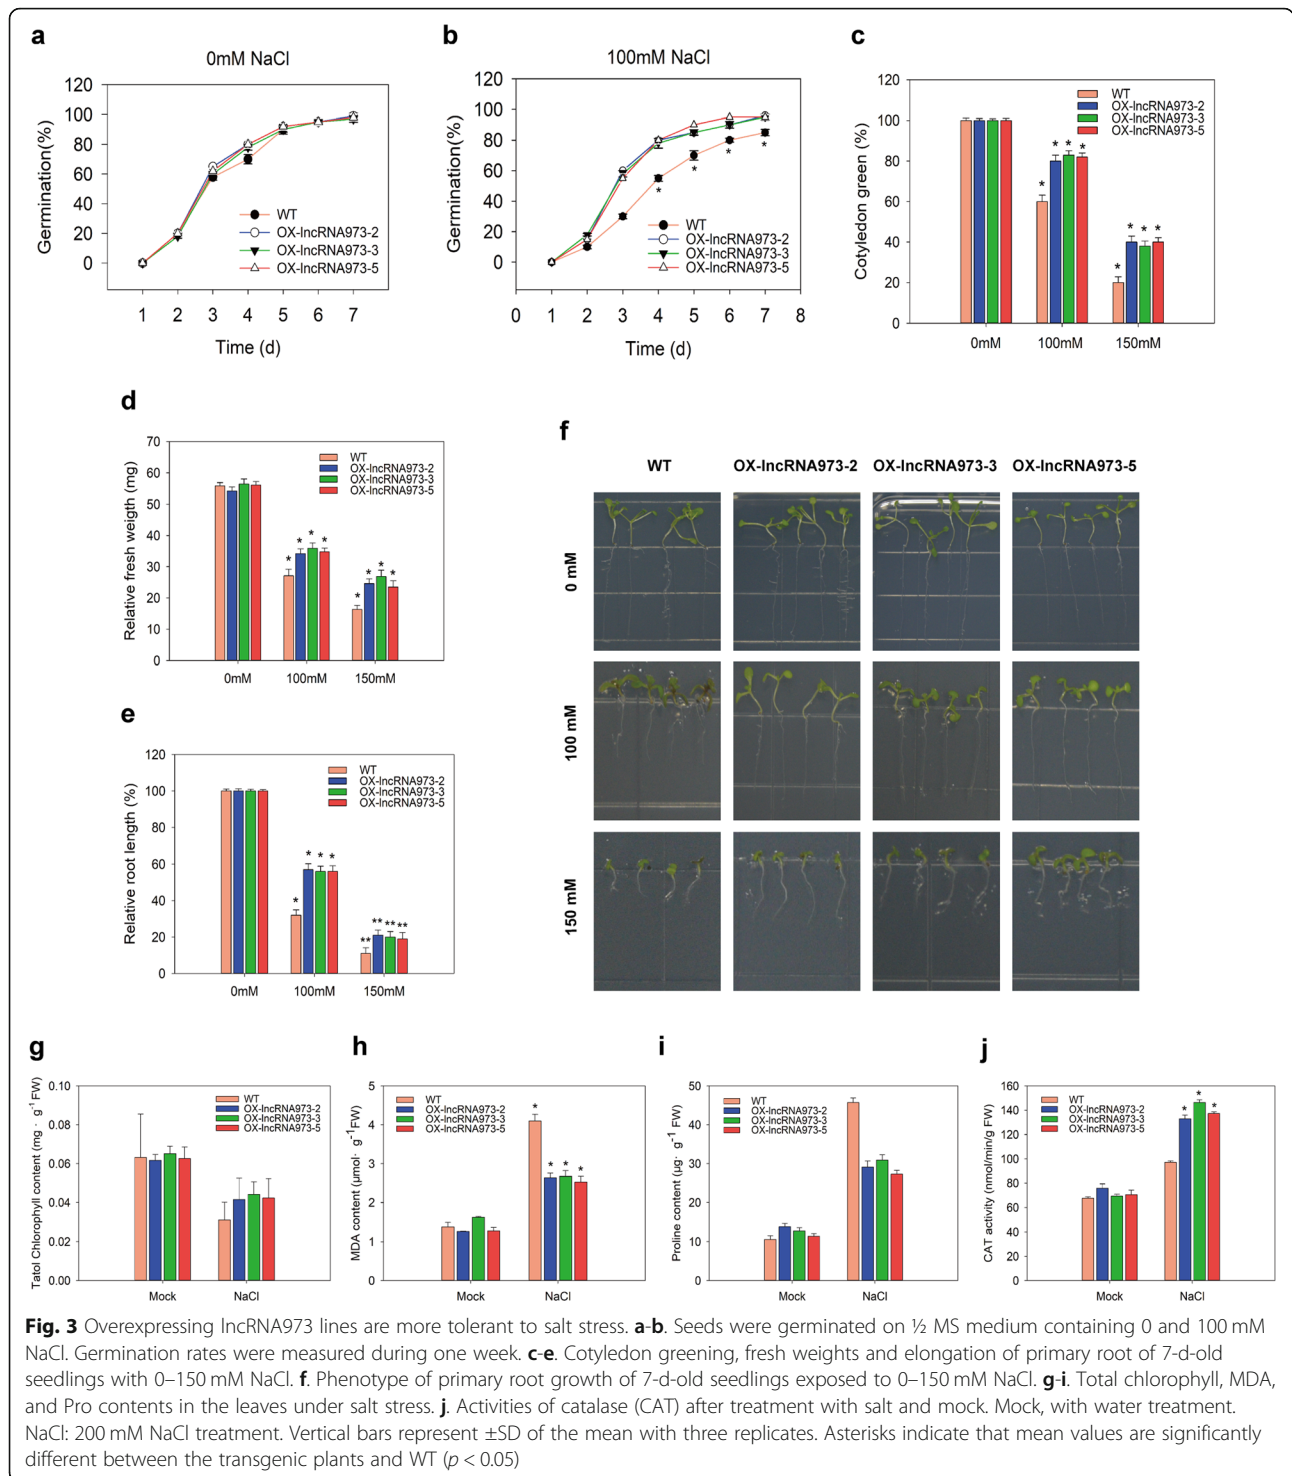 a
0mM NaCl
120
100
80
60
40
20
0
Germination(%)
WT
OX-lncRNA973-2
OX-lncRNA973-3
OX-lncRNA973-5
1 2 3 4 5 6 7
Time (d)
b
100mM NaCl
120
100
80
60
40
20
0
Germination(%)
WT
OX-lncRNA973-2
OX-lncRNA973-3
OX-lncRNA973-5
* * * *
0 1 2 3 4 5 6 7 8
Time (d)
c
120
100
80
60
40
20
0
Cotyledon green (%)
WT
OX-lncRNA973-2
OX-lncRNA973-3
OX-lncRNA973-5
* * * *
* * * *
0mM 100mM 150mM
d
70
60
50
40
30
20
10
0
Relative fresh weigth (mg)
WT
OX-lncRNA973-2
OX-lncRNA973-3
OX-lncRNA973-5
* * * *
* * * *
0mM 100mM 150mM
e
120
100
80
60
40
20
0
Relative root length (%)
WT
OX-lncRNA973-2
OX-lncRNA973-3
OX-lncRNA973-5
* * * *
** ** ** **
0mM 100mM 150mM
f
WT OX-lncRNA973-2 OX-lncRNA973-3 OX-lncRNA973-5
0 mM
100 mM
150 mM
g
0.10
0.08
0.06
0.04
0.02
0.00
Tatol Chlorophyll content (mg · g⁻¹ FW)
WT
OX-lncRNA973-2
OX-lncRNA973-3
OX-lncRNA973-5
Mock NaCl
h
5
4
3
2
1
0
MDA content (μmol· g⁻¹FW)
WT
OX-lncRNA973-2
OX-lncRNA973-3
OX-lncRNA973-5
* * * *
Mock NaCl
i
50
40
30
20
10
0
Proline content (μg· g⁻¹ FW)
WT
OX-lncRNA973-2
OX-lncRNA973-3
OX-lncRNA973-5
Mock NaCl
j
160
140
120
100
80
60
40
20
0
CAT activity (nmol/min/g FW)
WT
OX-lncRNA973-2
OX-lncRNA973-3
OX-lncRNA973-5
* * *
Mock NaCl
Fig. 3 Overexpressing lncRNA973 lines are more tolerant to salt stress. a-b. Seeds were germinated on ½ MS medium containing 0 and 100 mM
NaCl. Germination rates were measured during one week. c-e. Cotyledon greening, fresh weights and elongation of primary root of 7-d-old
seedlings with 0–150 mM NaCl. f. Phenotype of primary root growth of 7-d-old seedlings exposed to 0–150 mM NaCl. g-i. Total chlorophyll, MDA,
and Pro contents in the leaves under salt stress. j. Activities of catalase (CAT) after treatment with salt and mock. Mock, with water treatment.
NaCl: 200 mM NaCl treatment. Vertical bars represent ±SD of the mean with three replicates. Asterisks indicate that mean values are significantly
different between the transgenic plants and WT (p < 0.05)